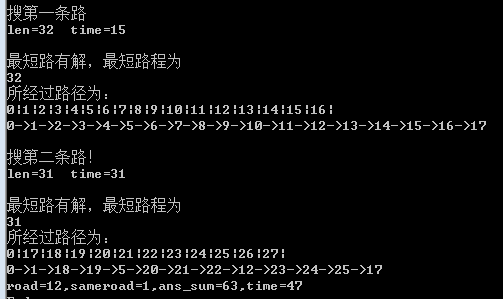 搜第一条路
len=32  time=15
最短路有解，最短路程为
32
所经过路径为：
0|1|2|3|4|5|6|7|8|9|10|11|12|13|14|15|16|
0->1->2->3->4->5->6->7->8->9->10->11->12->13->14->15->16->17
搜第二条路！
len=31  time=31
最短路有解，最短路程为
31
所经过路径为：
0|17|18|19|20|21|22|23|24|25|26|27|
0->1->18->19->5->20->21->22->12->23->24->25->17
road=12,sameroad=1,ans_sum=63,time=47